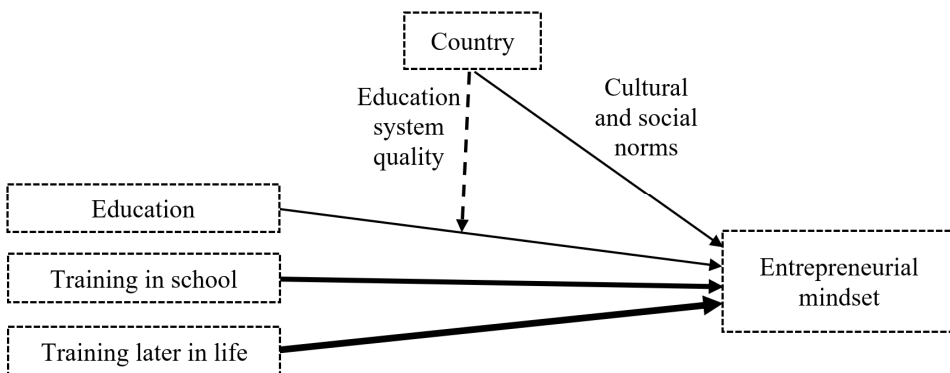 Country
Education
system
quality
Cultural
and social
norms
Education
Training in school
Training later in life
Entrepreneurial
mindset